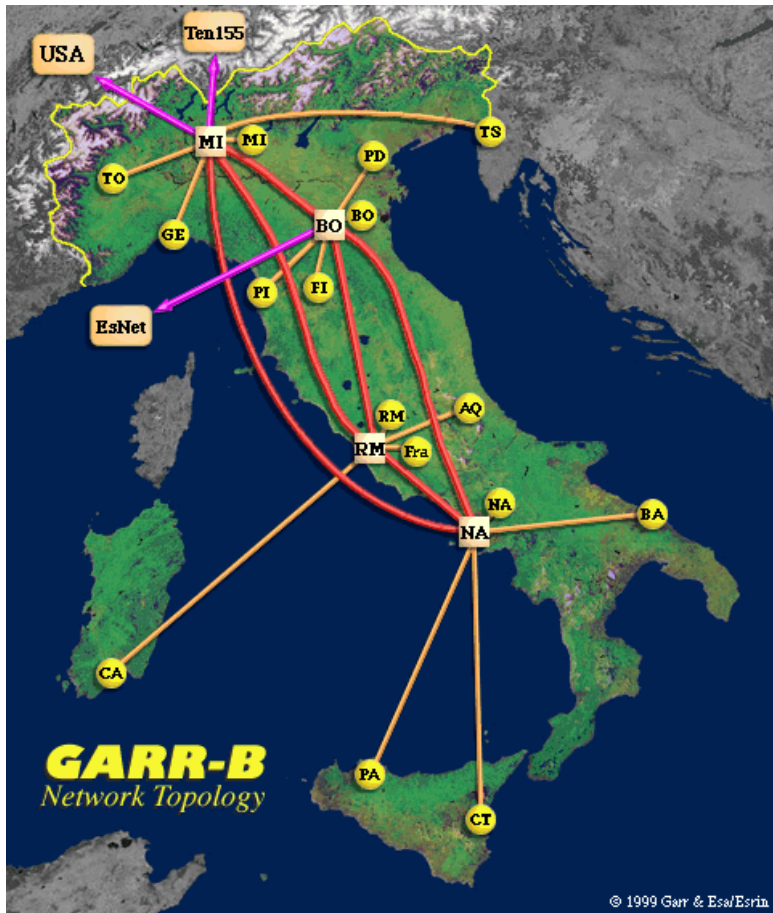 Ten155
USA
TS
MI
MI
PD
TO
BO
BO
GE
PI
FI
EsNet
AQ
RM
RM
Fra
NA
BA
NA
CA
GARR-B
Network Topology
PA
CT
© 1999 Garr & Esa/Esrin